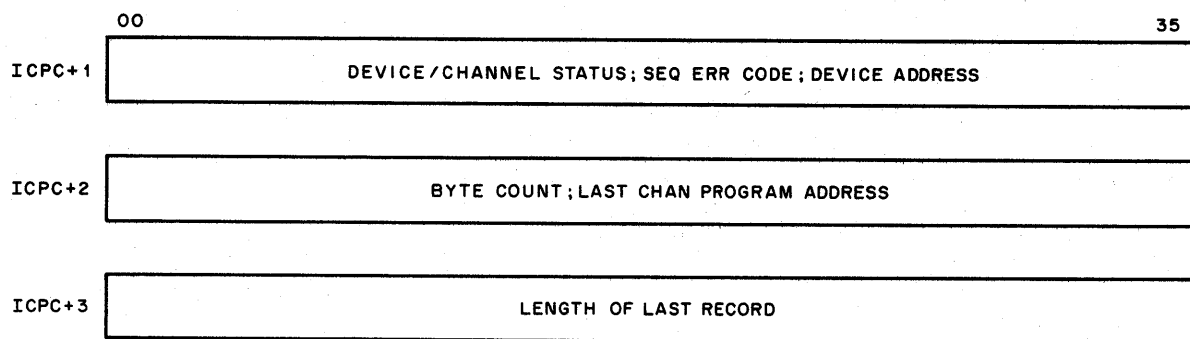 00 35
ICPC+1 DEVICE/CHANNEL STATUS; SEQ ERR CODE; DEVICE ADDRESS
ICPC+2 BYTE COUNT; LAST CHAN PROGRAM ADDRESS
ICPC+3 LENGTH OF LAST RECORD